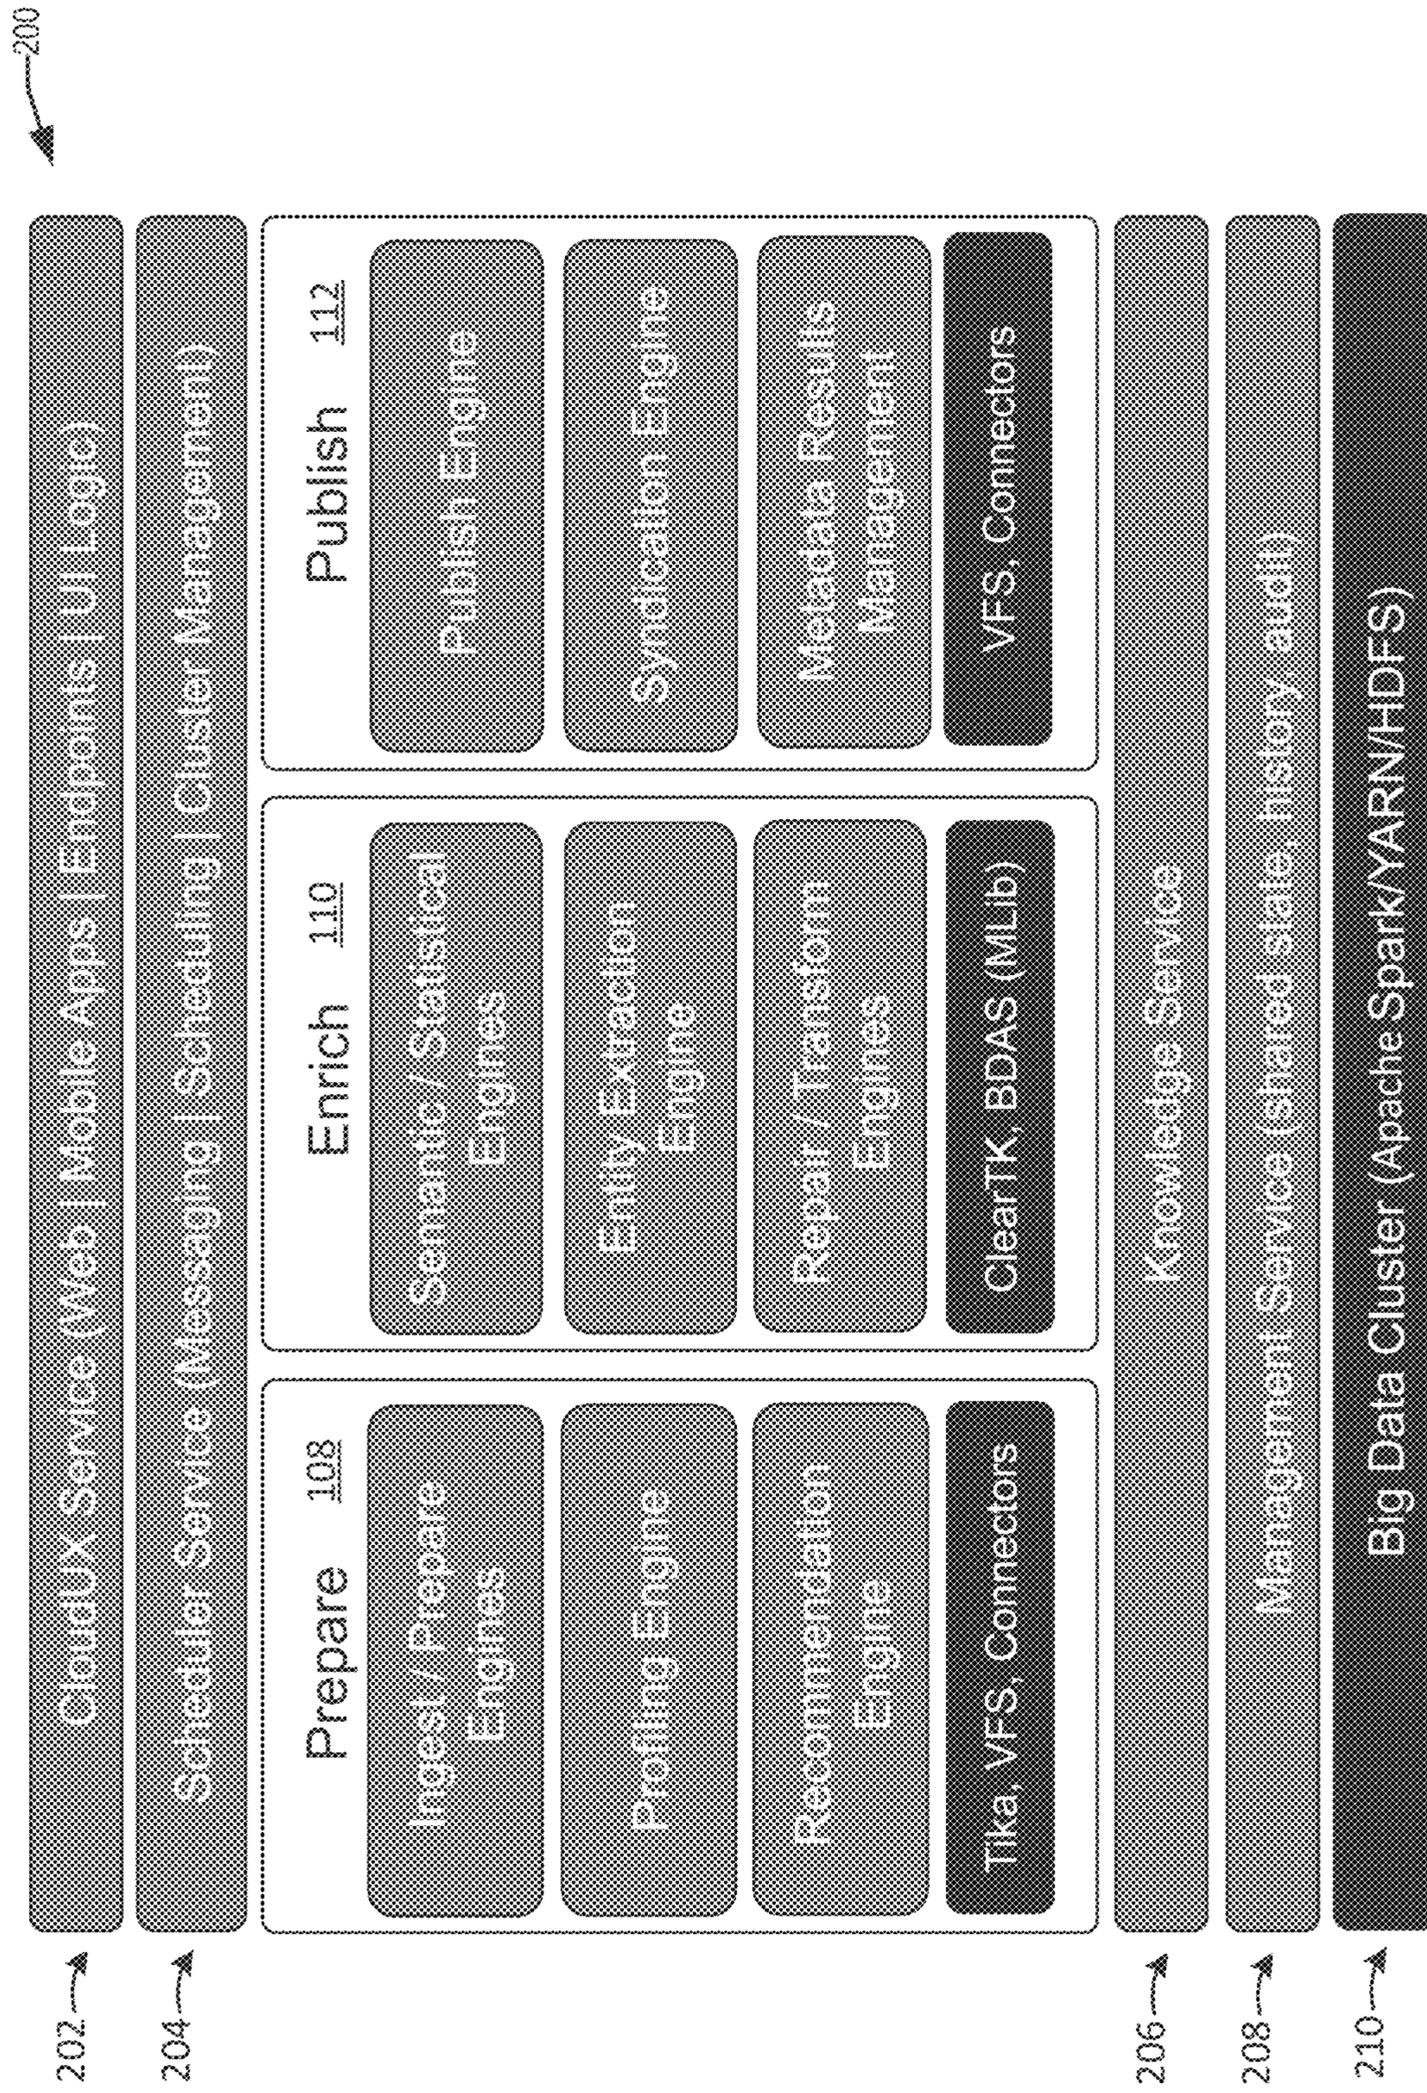 200
202
CloudUX Service (Web | Mobile Apps | Endpoints | UI Logic)
204
Scheduler Service (Messaging | Scheduling | Cluster Management)
Prepare 108
Ingest / Prepare
Engines
Profiling Engine
Recommendation
Engine
Tika, VFS, Connectors
Enrich 110
Semantic / Statistical
Engines
Entity Extraction
Engine
Repair / Transform
Engines
ClearTK, BDAS (MLib)
Publish 112
Publish Engine
Syndication Engine
Metadata Results
Management
VFS, Connectors
206
Knowledge Service
208
Management Service (shared state, history, audit)
210
Big Data Cluster (Apache Spark/YARN/HDFS)